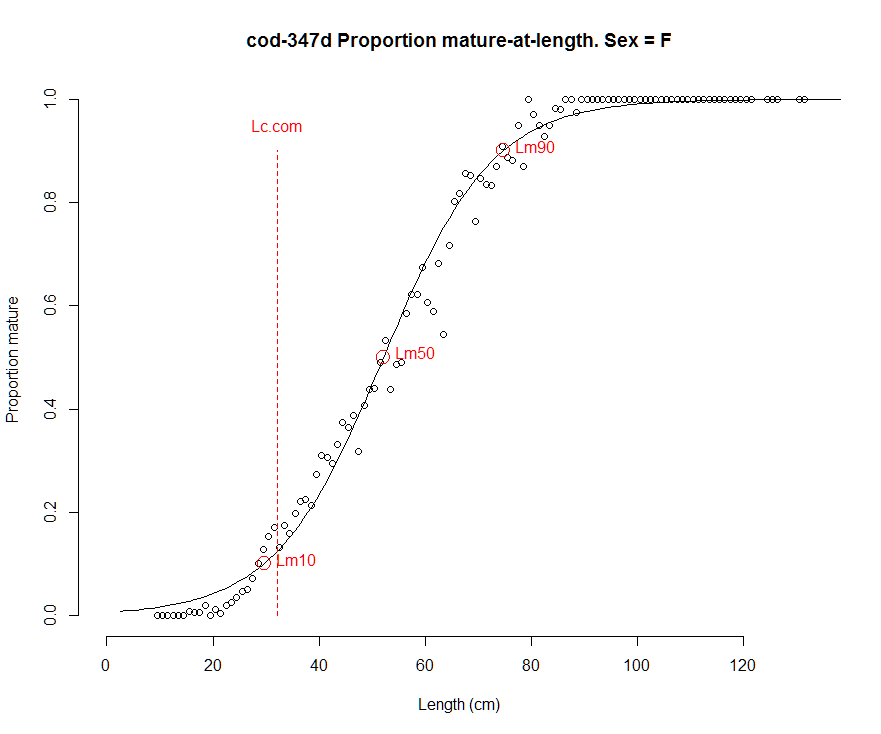 cod-347d Proportion mature-at-length. Sex = F
Lc.com
Lm90
Lm50
Lm10
Proportion mature
1.0
0.8
0.6
0.4
0.2
0.0
0 20 40 60 80 100 120
Length (cm)